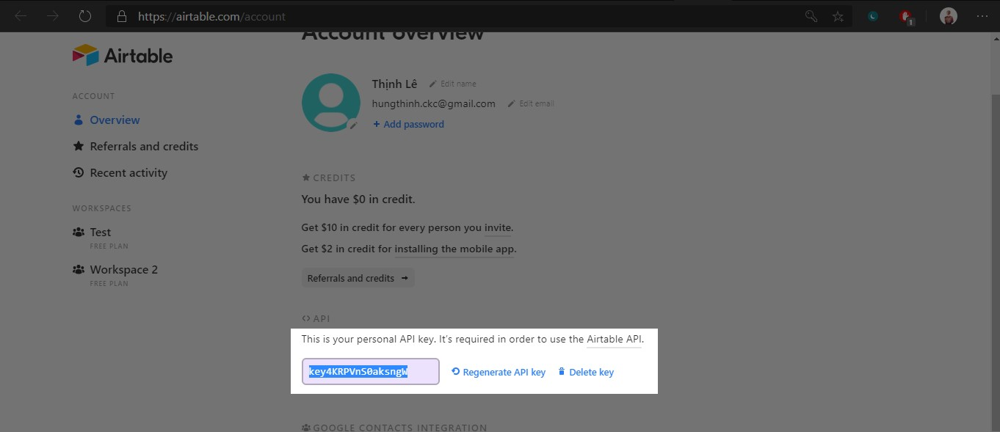 https://airtable.com/account
1
Account overview
Airtable
ACCOUNT
Overview
Referrals and credits
Recent activity
WORKSPACES
Test
FREE PLAN
Workspace 2
FREE PLAN
Thịnh Lê Edit name
hungthinh.ckc@gmail.com Edit email
+ Add password
CREDITS
You have $0 in credit.
Get $10 in credit for every person you invite.
Get $2 in credit for installing the mobile app.
Referrals and credits →
<> API
This is your personal API key. It’s required in order to use the Airtable API.
key4KRPVnS0aksngW Regenerate API key Delete key
GOOGLE CONTACTS INTEGRATION